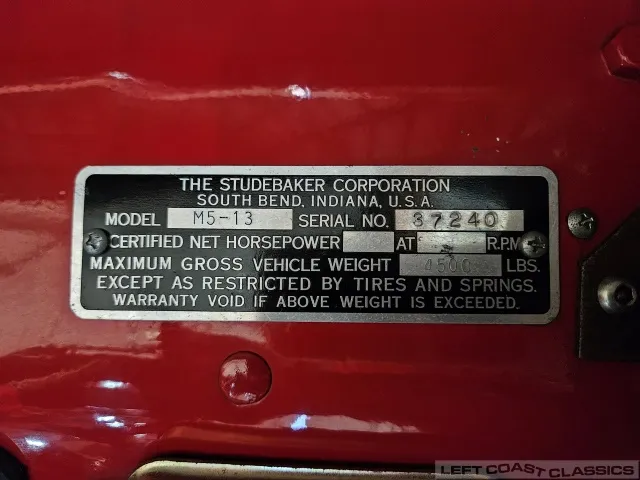 THE STUDEBAKER CORPORATION
SOUTH BEND, INDIANA, U.S.A.
MODEL M5-13 SERIAL NO. 37240
CERTIFIED NET HORSEPOWER AT R.P.M.
MAXIMUM GROSS VEHICLE WEIGHT 4500 LBS.
EXCEPT AS RESTRICTED BY TIRES AND SPRINGS.
WARRANTY VOID IF ABOVE WEIGHT IS EXCEEDED.
LEFT COAST CLASSICS